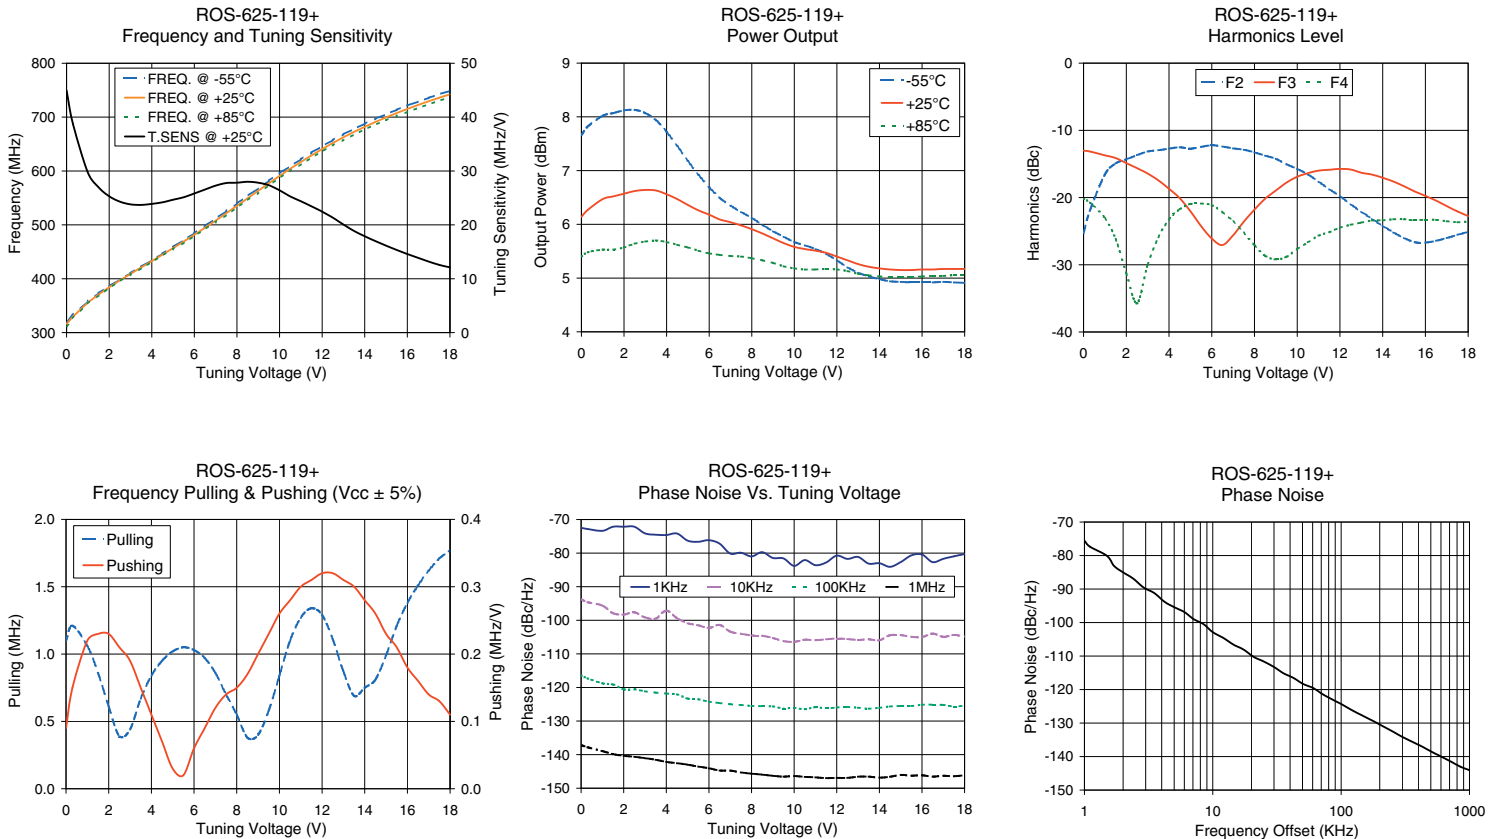 ROS-625-119+
Frequency and Tuning Sensitivity
800
700
600
500
400
300
Frequency (MHz)
FREQ. @ -55°C
FREQ. @ +25°C
FREQ. @ +85°C
T.SENS @ +25°C
50
40
30
20
10
0
Tuning Sensitivity (MHz/V)
0 2 4 6 8 10 12 14 16 18
Tuning Voltage (V)
ROS-625-119+
Power Output
9
8
7
6
5
4
Output Power (dBm)
-55°C
+25°C
+85°C
0 2 4 6 8 10 12 14 16 18
Tuning Voltage (V)
ROS-625-119+
Harmonics Level
0
-10
-20
-30
-40
Harmonics (dBc)
F2 F3 F4
0 2 4 6 8 10 12 14 16 18
Tuning Voltage (V)
ROS-625-119+
Frequency Pulling & Pushing (Vcc ± 5%)
2.0
1.5
1.0
0.5
0.0
Pulling (MHz)
Pulling
Pushing
0.4
0.3
0.2
0.1
0.0
Pushing (MHz/V)
0 2 4 6 8 10 12 14 16 18
Tuning Voltage (V)
ROS-625-119+
Phase Noise Vs. Tuning Voltage
-70
-80
-90
-100
-110
-120
-130
-140
-150
Phase Noise (dBc/Hz)
1KHz 10KHz 100KHz 1MHz
0 2 4 6 8 10 12 14 16 18
Tuning Voltage (V)
ROS-625-119+
Phase Noise
-70
-80
-90
-100
-110
-120
-130
-140
-150
Phase Noise (dBc/Hz)
1 10 100 1000
Frequency Offset (KHz)